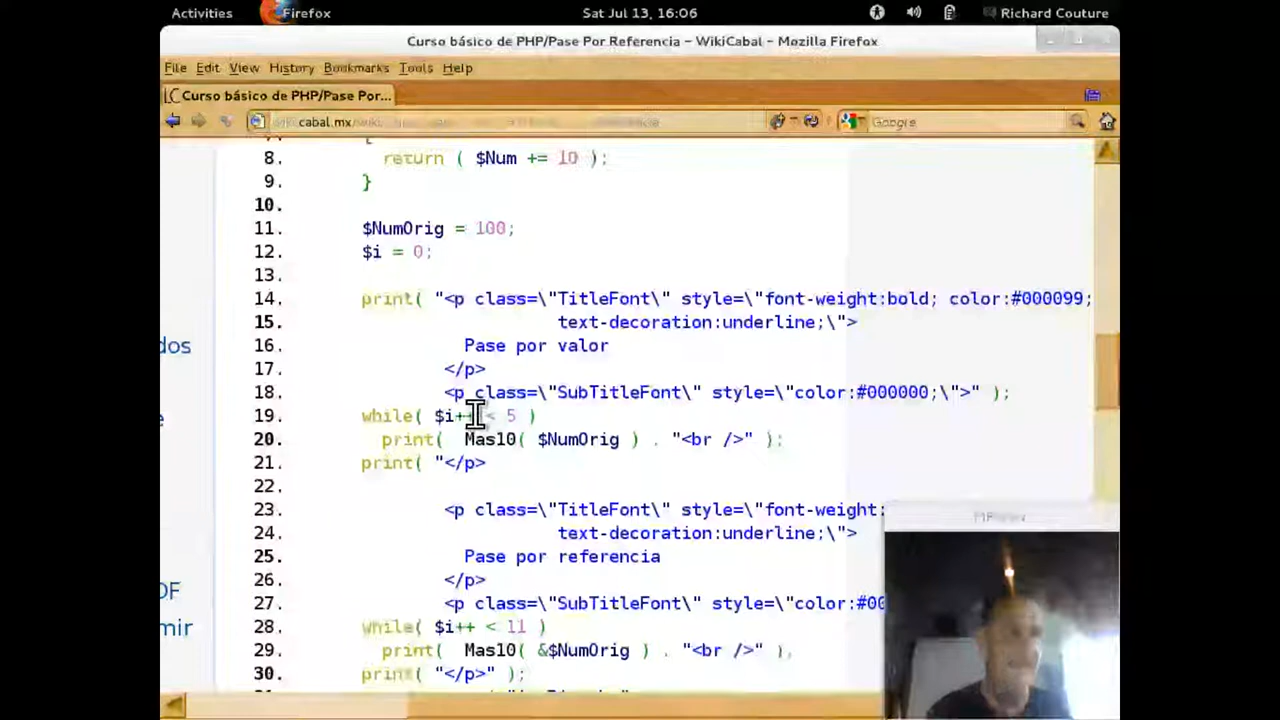 Activities Firefox Sat Jul 13, 16:06 Richard Couture
Curso básico de PHP/Pase Por Referencia – WikiCabal – Mozilla Firefox
File Edit View History Bookmarks Tools Help
Curso básico de PHP/Pase Por...
cabal.mx/ Google
8. return ( $Num += 10 );
9. }
10.
11. $NumOrig = 100;
12. $i = 0;
13.
14. print( "<p class=\"TitleFont\" style=\"font-weight:bold; color:#000099;
15. text-decoration:underline;\">
dos
16. Pase por valor
17. </p>
18. <p class=\"SubTitleFont\" style=\"color:#000000;\">" );
19. while( $i++ < 5 )
e
20. print( Mas10( $NumOrig ) . "<br />" );
21. print( "</p>
22.
23. <p class=\"TitleFont\" style=\"font-weight:
24. text-decoration:underline;\">
25. Pase por referencia
26. </p>
OF
27. <p class=\"SubTitleFont\" style=\"color:#00
28. while( $i++ < 11 )
mir
29. print( Mas10( &$NumOrig ) . "<br />" );
30. print( "</p>" );